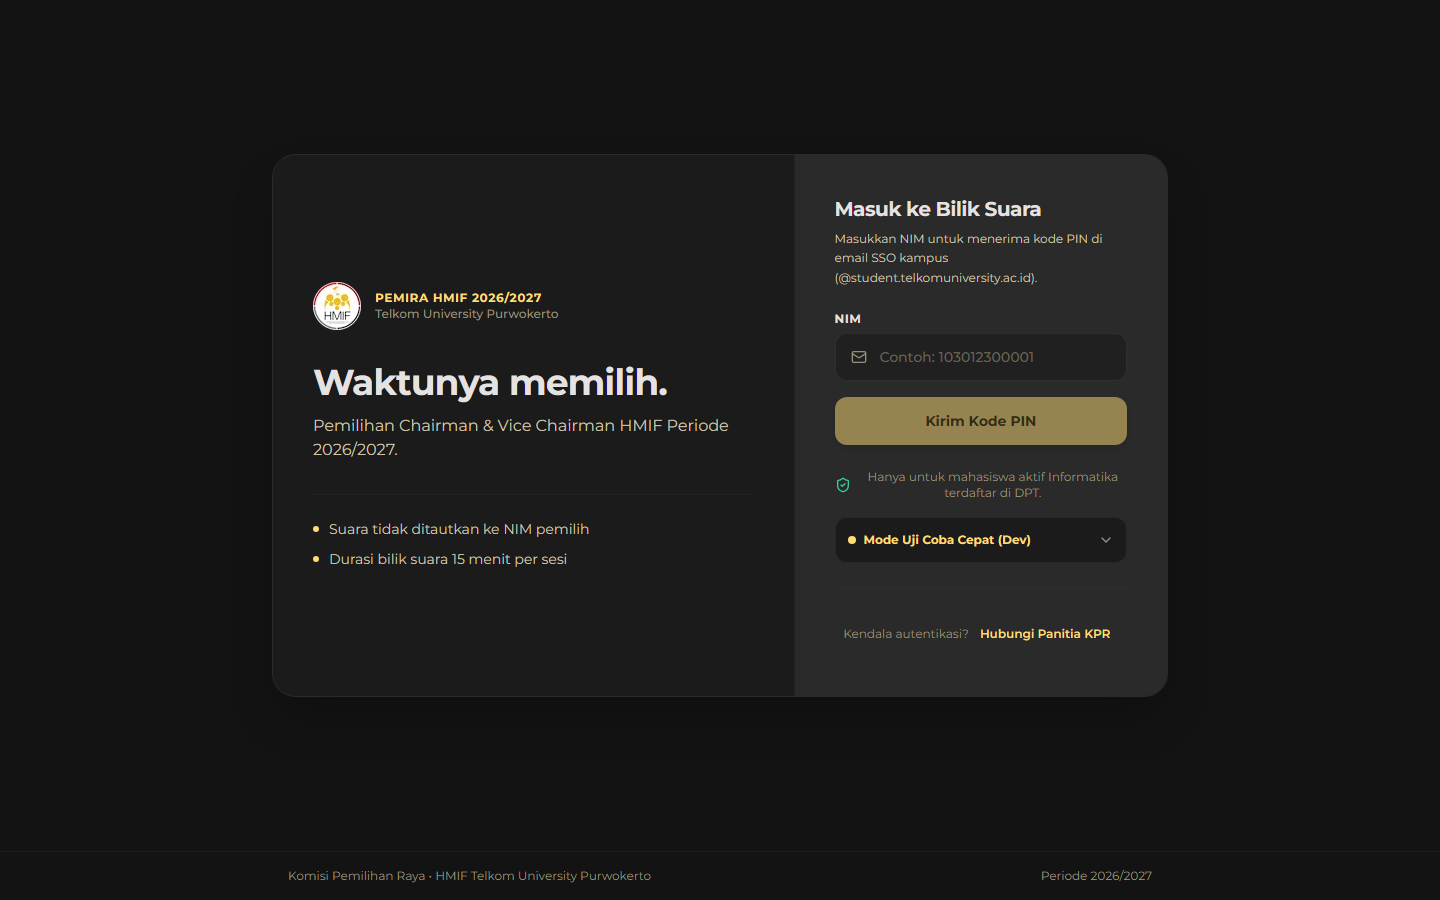 HMIF
PEMIRA HMIF 2026/2027
Telkom University Purwokerto
Waktunya memilih.
Pemilihan Chairman & Vice Chairman HMIF Periode
2026/2027.
Suara tidak ditautkan ke NIM pemilih
Durasi bilik suara 15 menit per sesi
Masuk ke Bilik Suara
Masukkan NIM untuk menerima kode PIN di
email SSO kampus
(@student.telkomuniversity.ac.id).
NIM
Contoh: 103012300001
Kirim Kode PIN
Hanya untuk mahasiswa aktif Informatika
terdaftar di DPT.
Mode Uji Coba Cepat (Dev)
Kendala autentikasi? Hubungi Panitia KPR
Komisi Pemilihan Raya • HMIF Telkom University Purwokerto
Periode 2026/2027